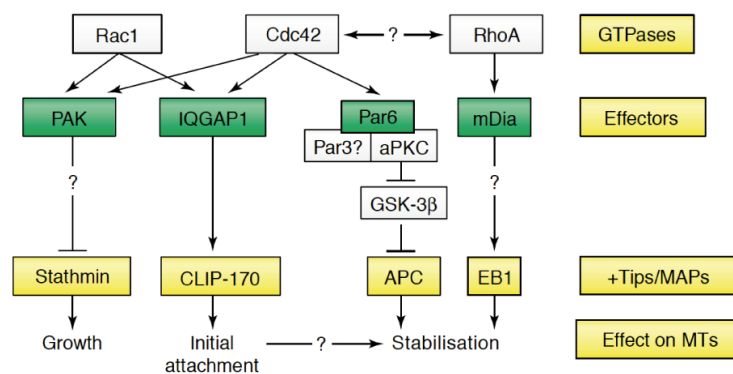 Rac1 Cdc42 ? RhoA GTPases
PAK IQGAP1 Par6 mDia Effectors
Par3? aPKC
? ?
GSK-3β
Stathmin CLIP-170 APC EB1 +Tips/MAPs
Growth Initial attachment ? Stabilisation Effect on MTs